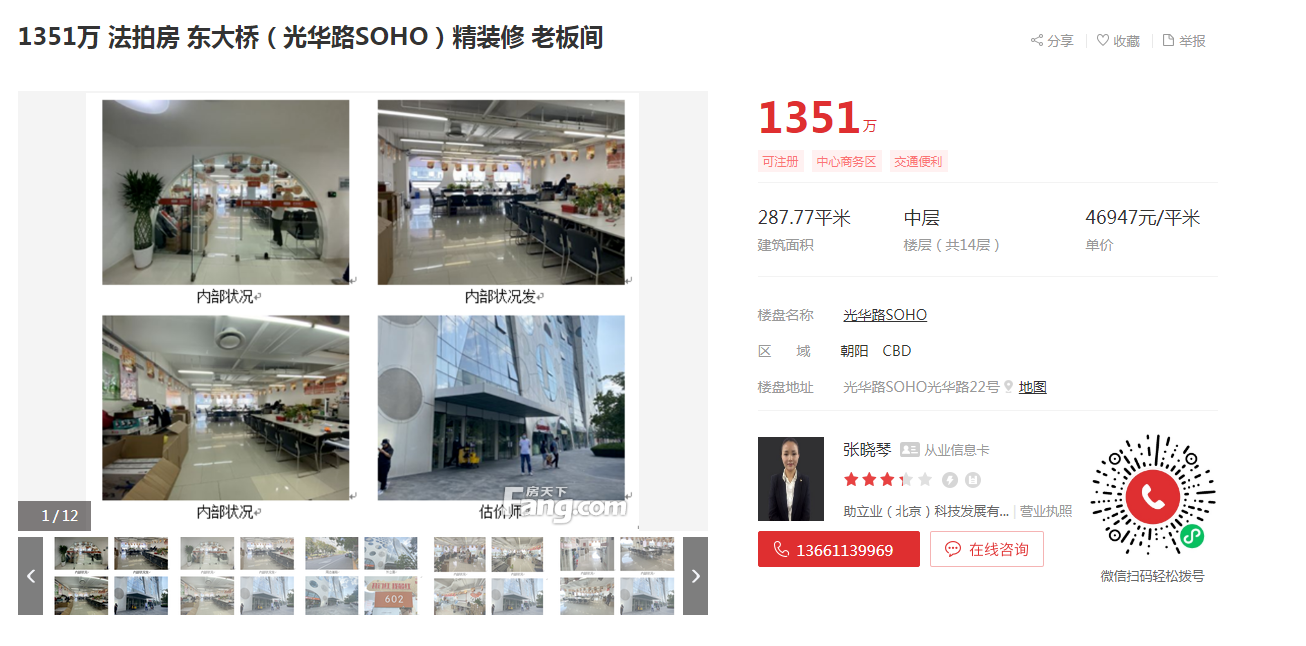 1351万 法拍房 东大桥（光华路SOHO）精装修 老板间
分享 收藏 举报
内部状况
内部状况发
内部状况
估价师
房天下
Fang.com
1 / 12
602
1351万
可注册 中心商务区 交通便利
287.77平米 中层 46947元/平米
建筑面积 楼层（共14层） 单价
楼盘名称 光华路SOHO
区 域 朝阳 CBD
楼盘地址 光华路SOHO光华路22号 地图
张晓琴 从业信息卡
助立业（北京）科技发展有... 营业执照
13661139969 在线咨询
微信扫码轻松拨号